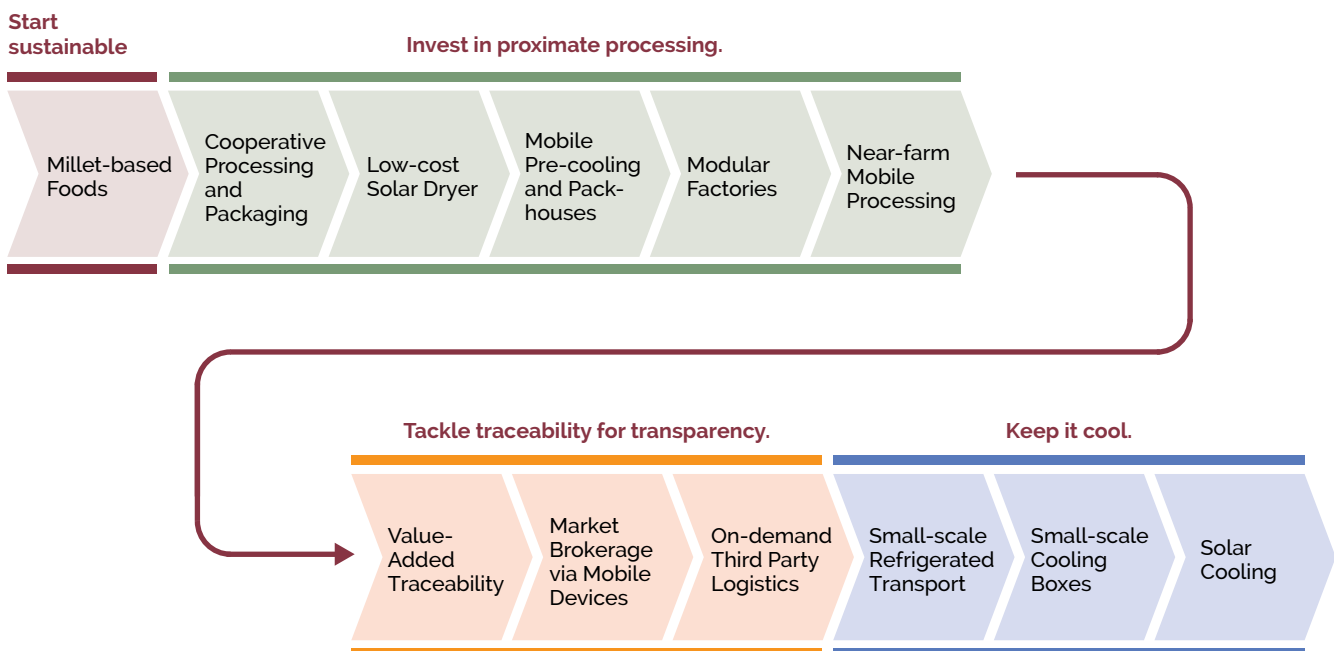 Start
sustainable
Invest in proximate processing.
Millet-based
Foods
Cooperative
Processing
and
Packaging
Low-cost
Solar Dryer
Mobile
Pre-cooling
and Pack-
houses
Modular
Factories
Near-farm
Mobile
Processing
Tackle traceability for transparency.
Keep it cool.
Value-
Added
Traceability
Market
Brokerage
via Mobile
Devices
On-demand
Third Party
Logistics
Small-scale
Refrigerated
Transport
Small-scale
Cooling
Boxes
Solar
Cooling